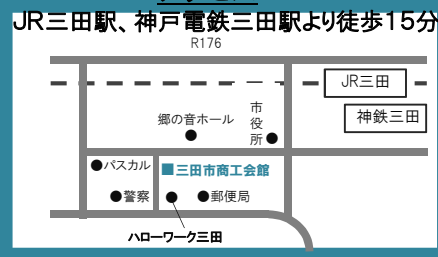 JR三田駅、神戸電鉄三田駅より徒歩15分
R176
JR三田
神鉄三田
市役所
郷の音ホール
パスカル
三田市商工会館
警察
郵便局
ハローワーク三田